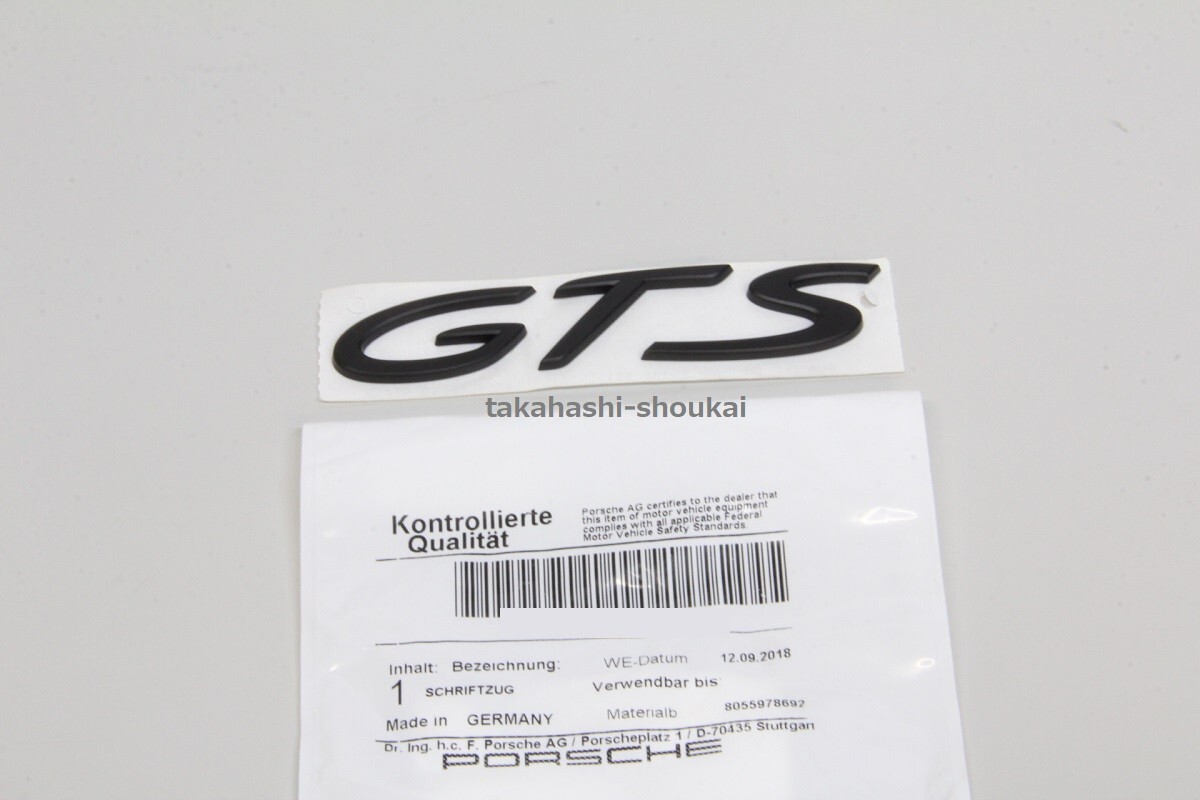 GTS
takahashi-shoukai
Kontrollierte
Qualität
Porsche AG certifies to the dealer that
this item of motor vehicle equipment
complies with all applicable Federal
Motor Vehicle Safety Standards.
Inhalt: Bezeichnung: WE-Datum 12.09.2018
1 SCHRIFTZUG Verwendbar bis:
Made in GERMANY Materialb 8055978692
Dr. Ing. h.c. F. Porsche AG / Porscheplatz 1 / D-70435 Stuttgart
PORSCHE